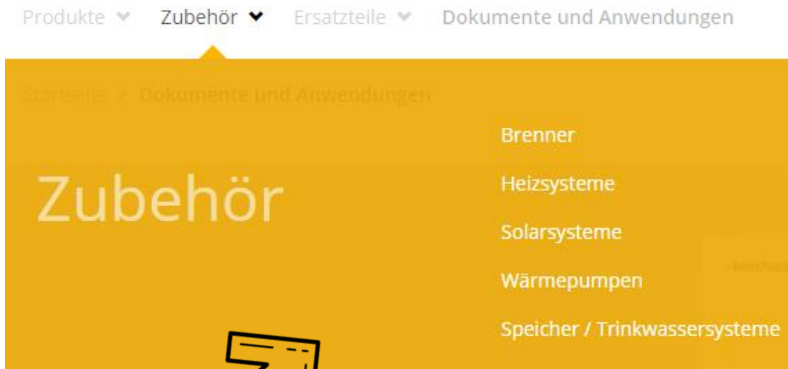 Produkte Zubehör Ersatzteile Dokumente und Anwendungen
Startseite / Dokumente und Anwendungen
Zubehör
Brenner
Heizsysteme
Solarsysteme
Wärmepumpen
Speicher / Trinkwassersysteme